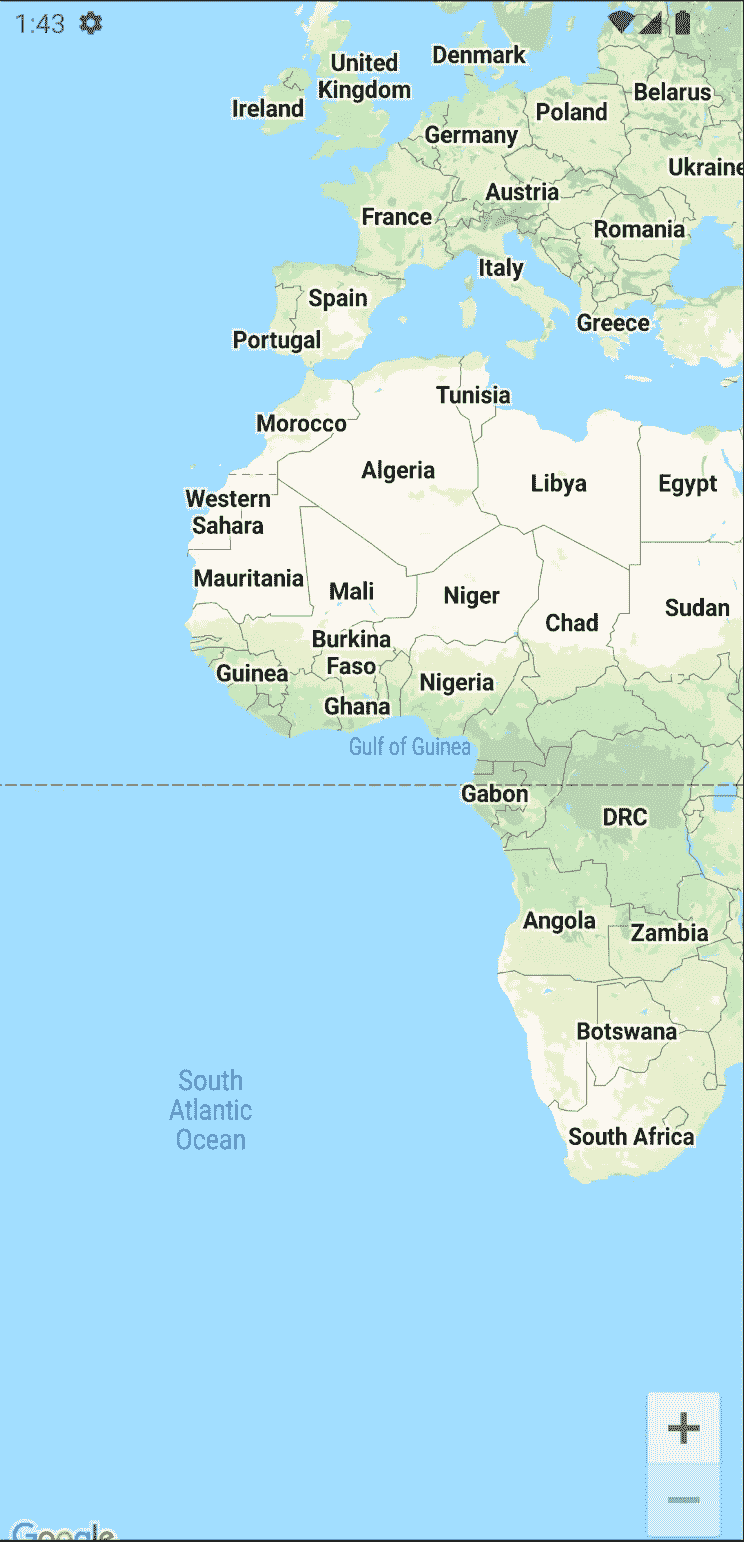 1:43
Denmark
United
Kingdom
Belarus
Ireland
Poland
Germany
Ukraine
Austria
France
Romania
Italy
Spain
Greece
Portugal
Tunisia
Morocco
Algeria
Libya
Egypt
Western
Sahara
Mauritania
Mali
Niger
Sudan
Chad
Burkina
Faso
Guinea
Nigeria
Ghana
Gulf of Guinea
Gabon
DRC
Angola
Zambia
Botswana
South
Atlantic
Ocean
South Africa
+
−
Google